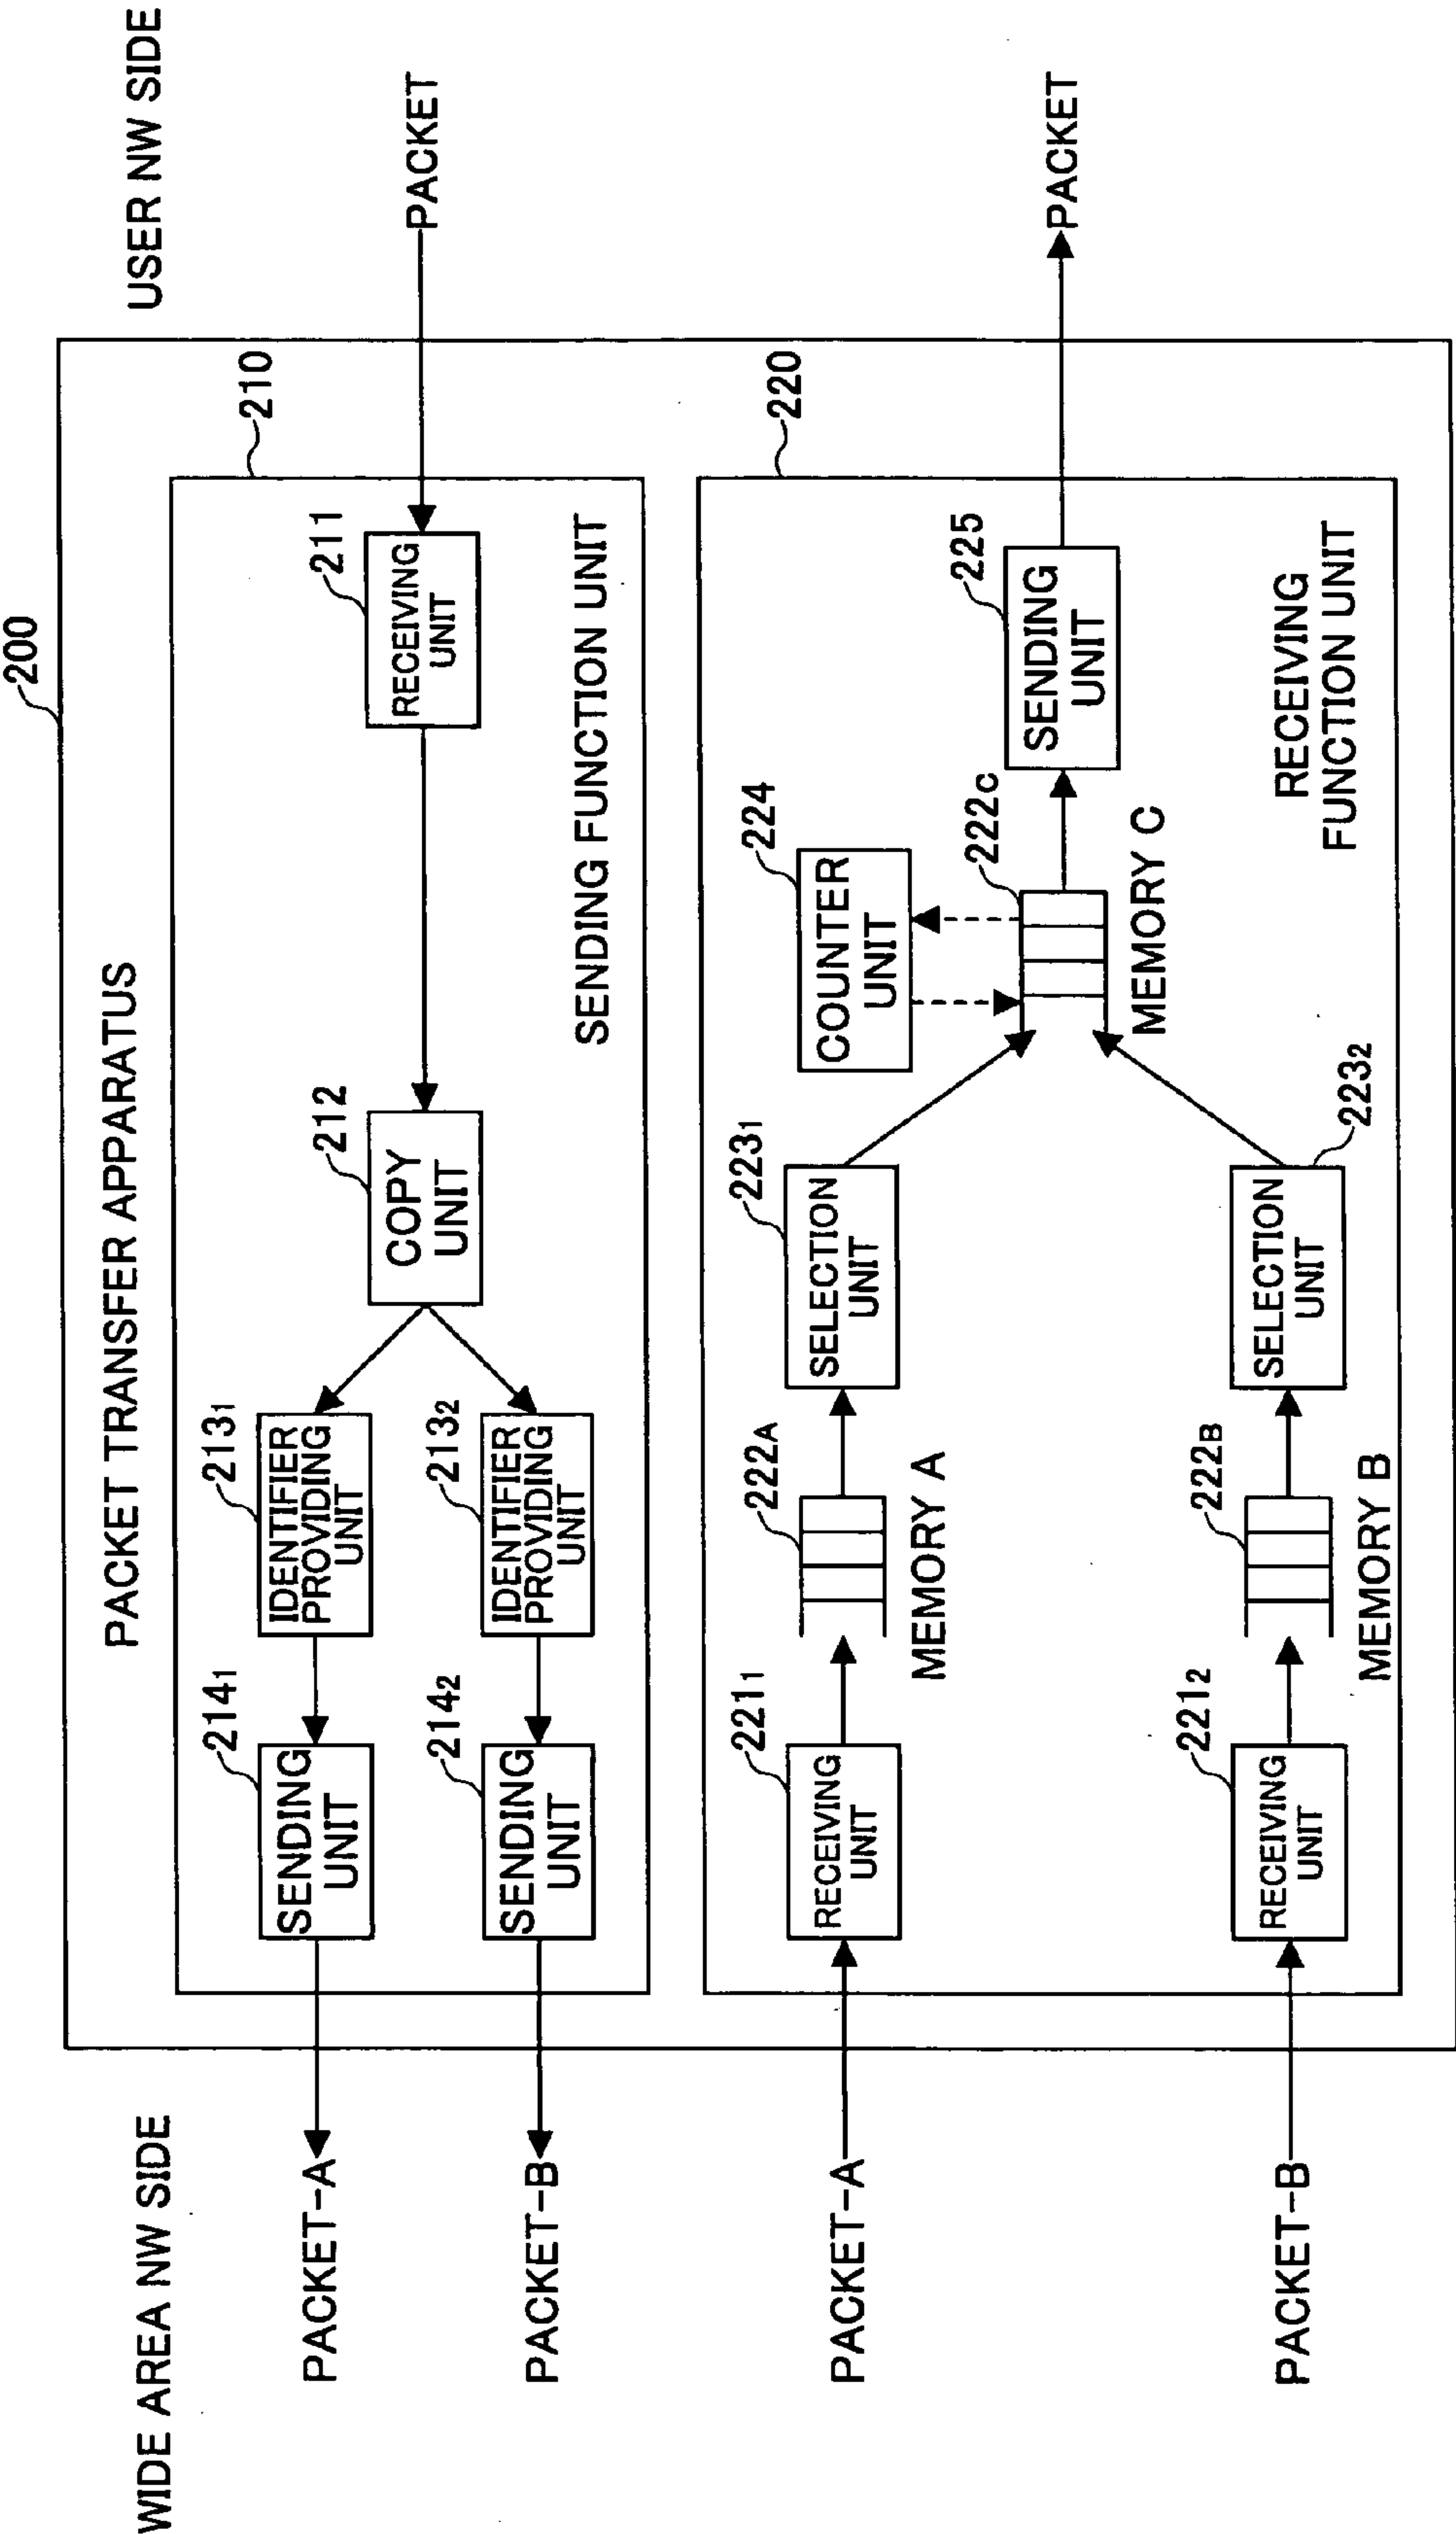 200
WIDE AREA NW SIDE
PACKET TRANSFER APPARATUS
USER NW SIDE
210
214₁
213₁
212
211
SENDING
UNIT
IDENTIFIER
PROVIDING
UNIT
COPY
UNIT
RECEIVING
UNIT
PACKET-A
PACKET
214₂
213₂
SENDING
UNIT
IDENTIFIER
PROVIDING
UNIT
PACKET-B
SENDING FUNCTION UNIT
220
221₁
222A
223₁
224
RECEIVING
UNIT
SELECTION
UNIT
COUNTER
UNIT
PACKET-A
MEMORY A
222C
225
SENDING
UNIT
PACKET
MEMORY C
221₂
222B
223₂
RECEIVING
UNIT
SELECTION
UNIT
PACKET-B
MEMORY B
RECEIVING
FUNCTION UNIT